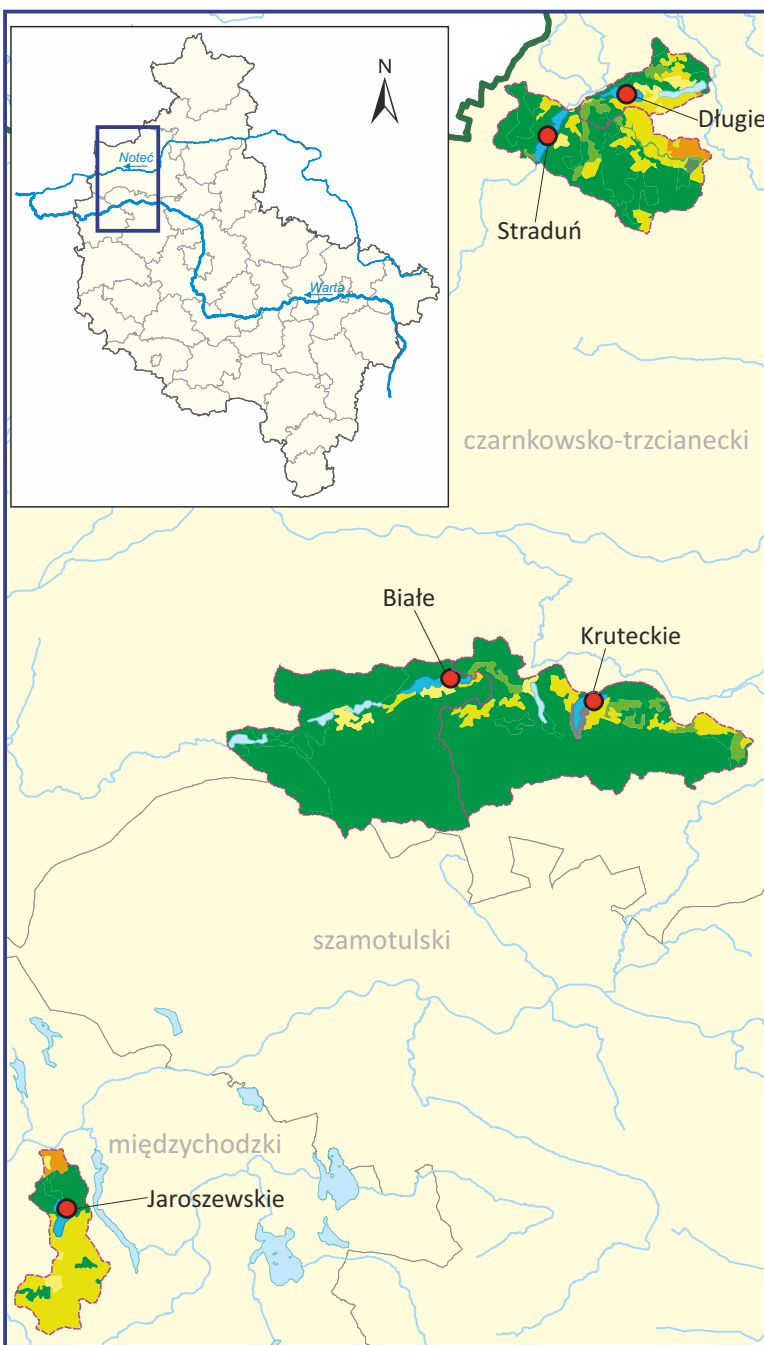 N
Noteć
Warta
Długie
Straduń
czarnkowsko-trzcianecki
Białe
Kruteckie
szamotulski
międzychodzki
Jaroszewskie